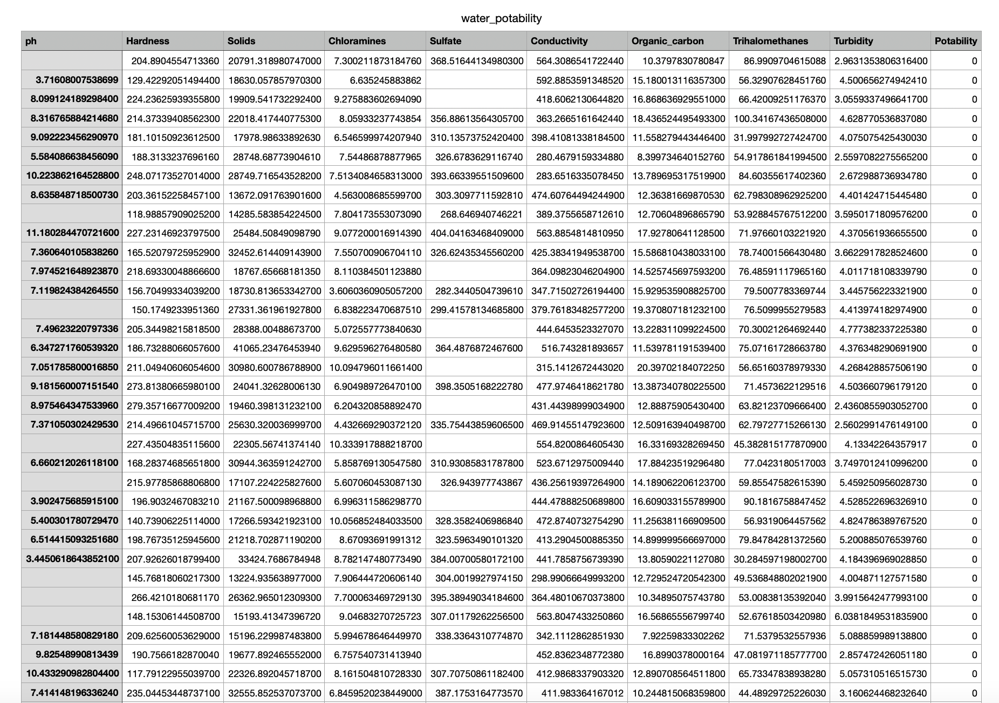 water_potability
ph Hardness Solids Chloramines Sulfate Conductivity Organic_carbon Trihalomethanes Turbidity Potability
204.8904554713360 20791.318980747000 7.300211873184760 368.51644134980300 564.3086541722440 10.3797830780847 86.9909704615088 2.9631353806316400 0
3.71608007538699 129.42292051494400 18630.057857970300 6.635245883862 592.8853591348520 15.180013116357300 56.32907628451760 4.500656274942410 0
8.099124189298400 224.23625939355800 19909.541732292400 9.275883602694090 418.6062130644820 16.868636929551000 66.42009251176370 3.0559337496641700 0
8.316765884214680 214.37339408562300 22018.417440775300 8.05933237743854 356.88613564305700 363.2665161642440 18.436524495493300 100.34167436508000 4.628770536837080 0
9.092223456290970 181.10150923612500 17978.98633892630 6.546599974207940 310.13573752420400 398.41081338184500 11.558279443446400 31.997992727424700 4.075075425430030 0
5.584086638456090 188.3133237696160 28748.68773904610 7.54486878877965 326.6783629116740 280.4679159334880 8.399734640152760 54.917861841994500 2.5597082275565200 0
10.223862164528800 248.07173527014000 28749.716543528200 7.5134084658313000 393.66339551509600 283.6516335078450 13.789695317519900 84.60355617402360 2.672988736934780 0
8.635848718500730 203.36152258457100 13672.091763901600 4.563008685599700 303.3097711592810 474.60764494244900 12.36381669870530 62.798308962925200 4.401424715445480 0
118.98857909025200 14285.583854224500 7.804173553073090 268.646940746221 389.3755658712610 12.70604896865790 53.928845767512200 3.5950171809576200 0
11.180284470721600 227.23146923797500 25484.50849098790 9.077200016914390 404.04163468409000 563.8854814810950 17.92780641128500 71.97660103221920 4.370561936655500 0
7.360640105838260 165.52079725952900 32452.614409143900 7.550700906704110 326.62435345560200 425.38341949538700 15.586810438033100 78.74001566430480 3.6622917828524600 0
7.974521648923870 218.69330048866600 18767.65668181350 8.110384501123880 364.09823046204900 14.525745697593200 76.48591117965160 4.011718108339790 0
7.119824384264550 156.70499334039200 18730.813653342700 3.6060360905057200 282.3440504739610 347.71502726194400 15.929535908825700 79.5007783369744 3.445756223321900 0
150.1749233951360 27331.361961927800 6.838223470687510 299.41578134685800 379.76183482577200 19.370807181232100 76.5099955279583 4.413974182974900 0
7.49623220797336 205.34498215818500 28388.00488673700 5.072557773840630 444.6453523327070 13.228311099224500 70.30021264692440 4.777382337225380 0
6.347271760539320 186.73288066057600 41065.23476453940 9.629596276480580 364.4876872467600 516.743281893657 11.539781191539400 75.07161728663780 4.376348290691900 0
7.051785800016850 211.04940606054600 30980.600786788900 10.094796011661400 315.1412672443020 20.39702184072250 56.65160378979330 4.268428857506190 0
9.181560007151540 273.81380665980100 24041.32628006130 6.904989726470100 398.3505168222780 477.9746418621780 13.387340780225500 71.4573622129516 4.503660796179120 0
8.975464347533960 279.35716677009200 19460.398131232100 6.204320858892470 431.44398999034900 12.88875905430400 63.82123709666400 2.4360855903052700 0
7.371050302429530 214.49661045715700 25630.320036999700 4.432669290372120 335.75443859606500 469.91455147923600 12.509163940498700 62.79727715266130 2.5602991476149100 0
227.43504835115600 22305.56741374140 10.333917888218700 554.8200864605430 16.33169328269450 45.382815177870900 4.13342264357917 0
6.660212026118100 168.28374685651800 30944.363591242700 5.858769130547580 310.93085831787800 523.6712975009440 17.88423519296480 77.0423180517003 3.7497012410996200 0
215.97785868806800 17107.224225827600 5.607060453087130 326.943977743867 436.25619397264900 14.189062206123700 59.85547582615390 5.459250956028730 0
3.902475685915100 196.9032467083210 21167.500098968800 6.996311586298770 444.47888250689800 16.609033155789900 90.1816758847452 4.528522696326910 0
5.400301780729470 140.73906225114000 17266.593421923100 10.056852484033500 328.3582406986840 472.8740732754290 11.256381166909500 56.9319064457562 4.824786389767520 0
6.514415093251680 198.76735125945600 21218.702871190200 8.67093691991312 323.5963490101320 413.2904500885350 14.899999566697000 79.84784281372560 5.200885076539760 0
3.4450618643852100 207.92626018799400 33424.7686784948 8.782147480773490 384.00700580172100 441.7858756739390 13.80590221127080 30.284597198002700 4.184396969028850 0
145.76818060217300 13224.935638977000 7.906444720606140 304.0019927974150 298.99066649993200 12.729524720542300 49.536848802021900 4.004871127571580 0
266.4210180681170 26362.965012309300 7.700063469729130 395.38949034184600 364.48010670373800 10.34895075743780 53.00838135392040 3.9915642477993100 0
148.15306144508700 15193.41347396720 9.04683270725723 307.01179262256500 563.8047433250860 16.56865556799740 52.67618503420980 6.0381849531835900 0
7.181448580829180 209.62560053629000 15196.229987483800 5.994678646449970 338.3364310774870 342.1112862851930 7.92259833302262 71.5379532557936 5.088859989138800 0
9.82548990813439 190.7566182870040 19677.892465552000 6.757540731413940 452.8362348772380 16.8990378000164 47.081971185777700 2.857472426051180 0
10.433290982804400 117.79122955039700 22326.892045718700 8.161504810728330 307.70750861182400 412.9868337903320 12.890708564511800 65.73347838938280 5.057310516515730 0
7.414148196336240 235.04453448737100 32555.852537073700 6.8459520238449000 387.1753164773570 411.983364167012 10.244815068359800 44.48929725226030 3.160624468232640 0